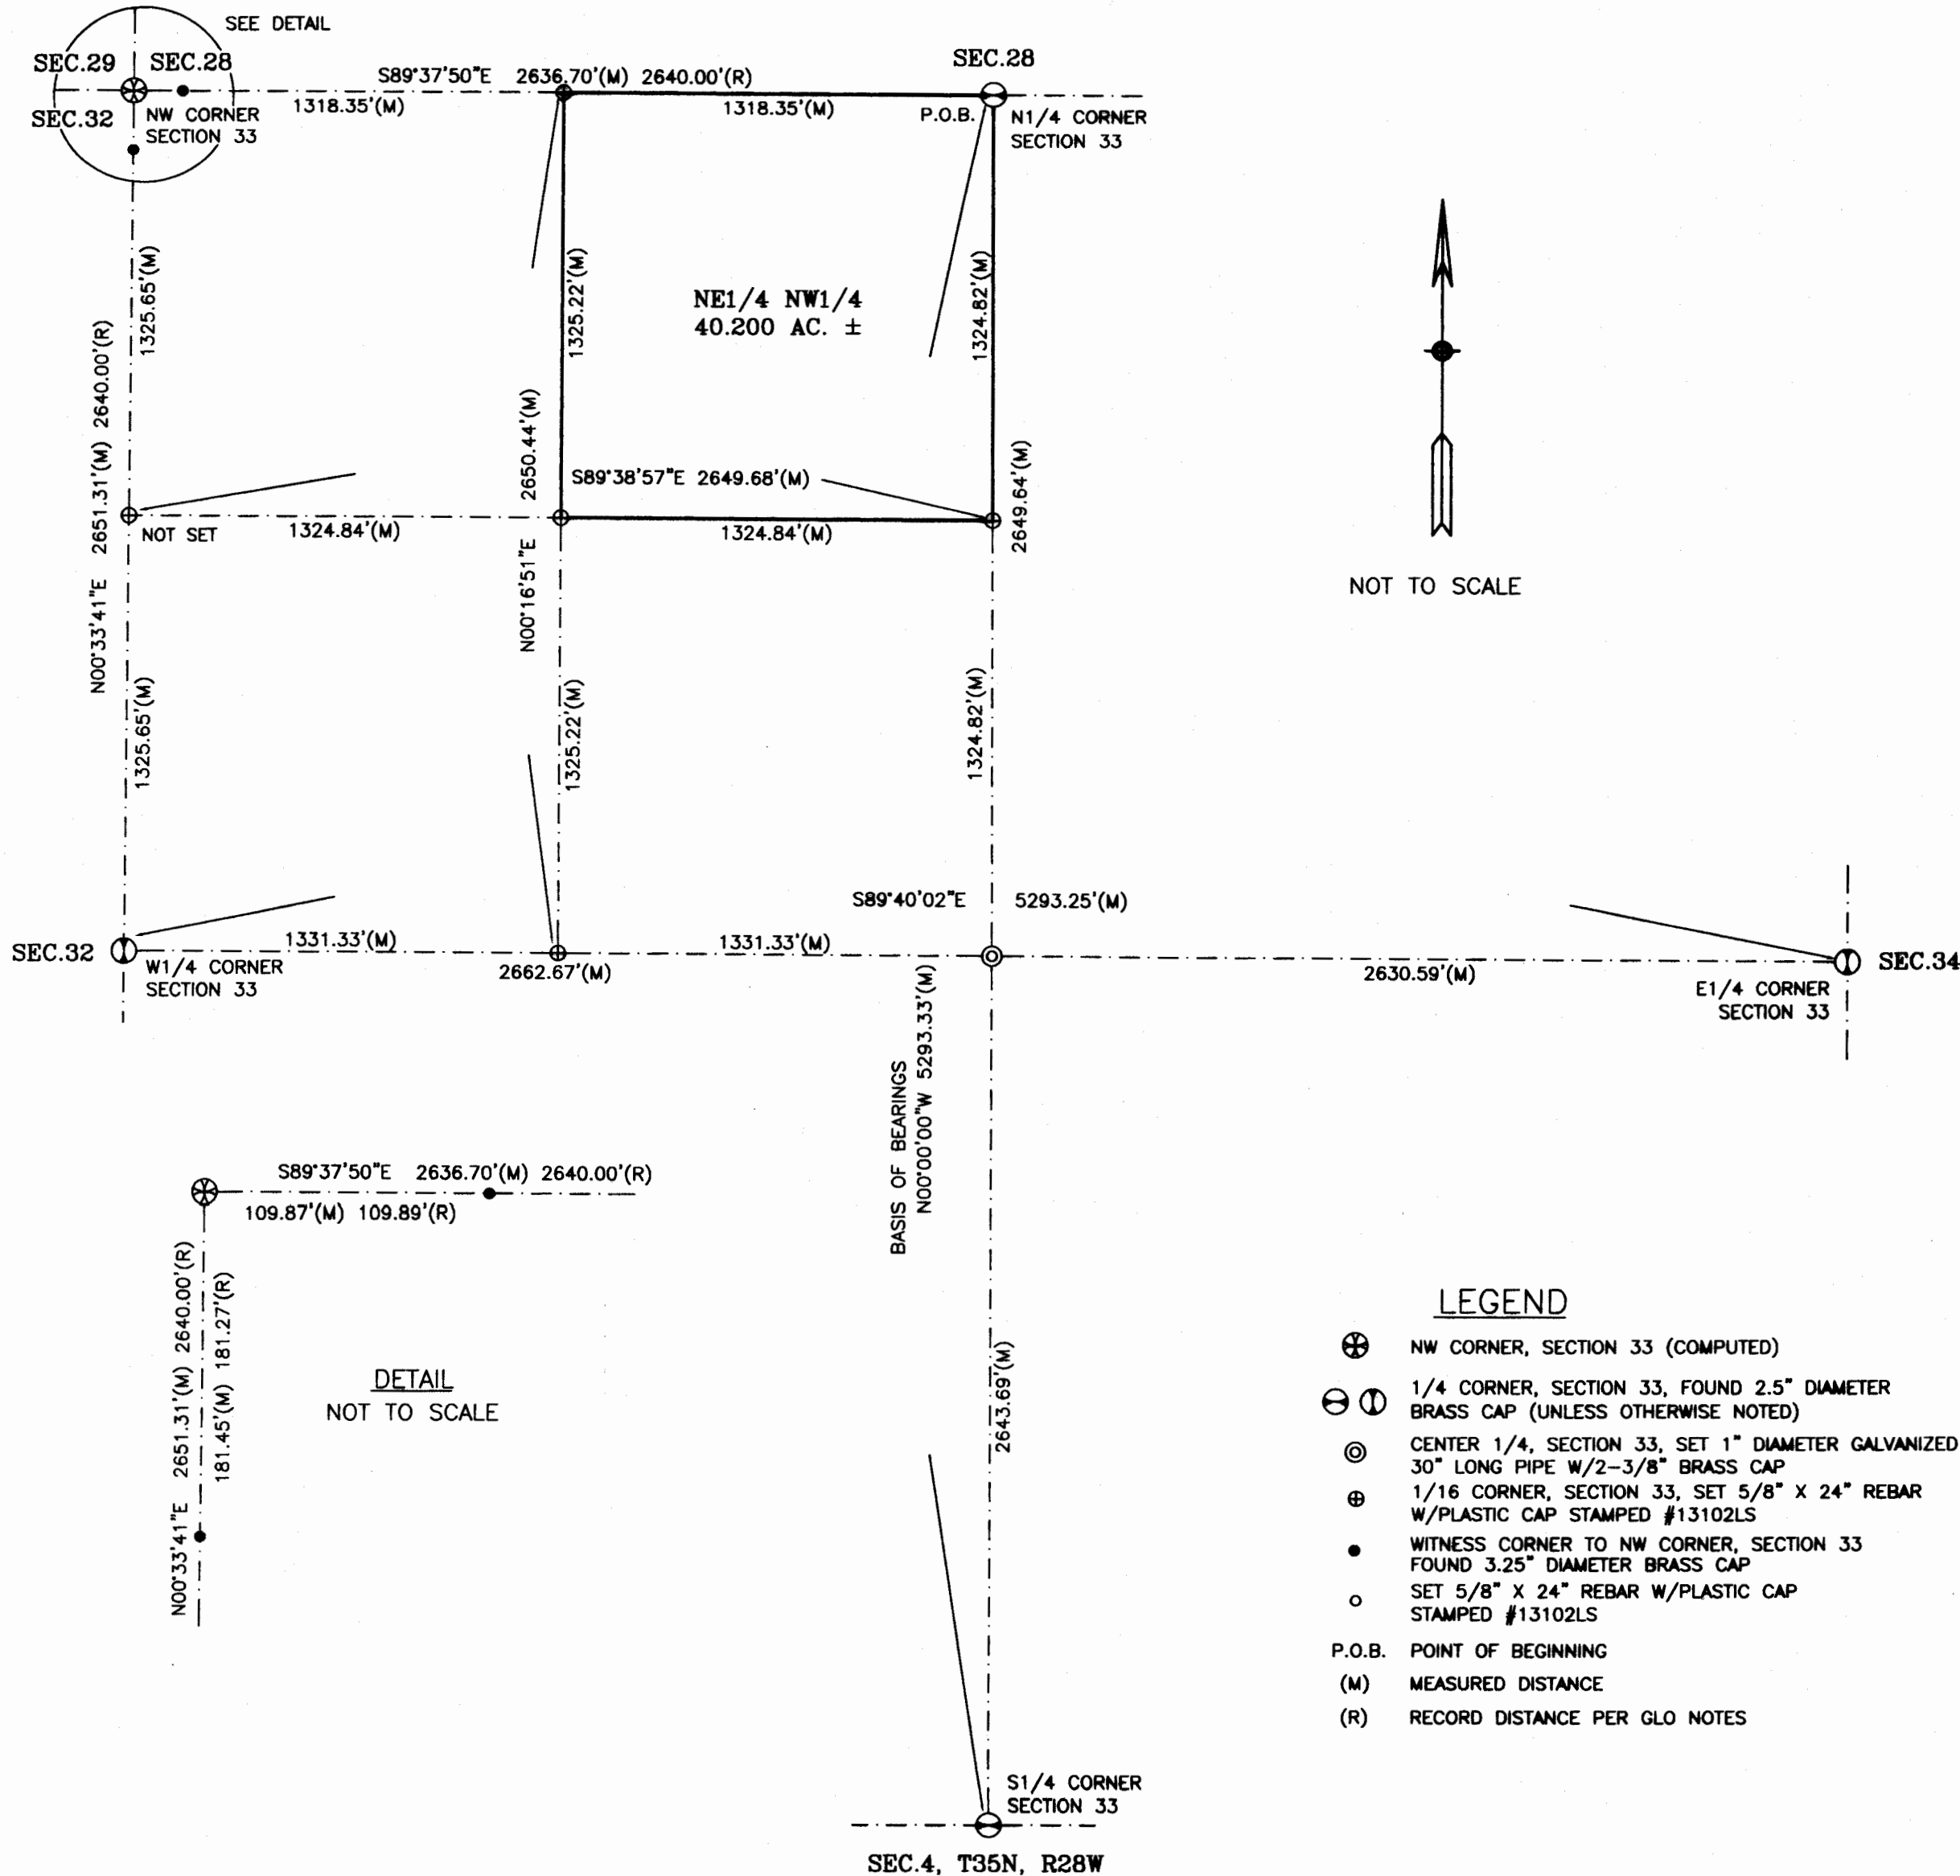 SEE DETAIL
SEC.29 SEC.28
SEC.32
NW CORNER
SECTION 33
S89°37'50"E 2636.70'(M) 2640.00'(R)
1318.35'(M)
1318.35'(M)
SEC.28
P.O.B.
N1/4 CORNER
SECTION 33
1325.65'(M)
N00°33'41"E 2651.31'(M) 2640.00'(R)
1325.65'(M)
1325.22'(M)
N00°16'51"E 2650.44'(M)
1325.22'(M)
NE1/4 NW1/4
40.200 AC. ±
1324.82'(M)
2649.64'(M)
1324.82'(M)
S89°38'57"E 2649.68'(M)
NOT SET
1324.84'(M)
1324.84'(M)
NOT TO SCALE
S89°40'02"E 5293.25'(M)
SEC.32
W1/4 CORNER
SECTION 33
1331.33'(M)
1331.33'(M)
2662.67'(M)
2630.59'(M)
SEC.34
E1/4 CORNER
SECTION 33
BASIS OF BEARINGS
N00°00'00"W 5293.33'(M)
2643.69'(M)
S89°37'50"E 2636.70'(M) 2640.00'(R)
109.87'(M) 109.89'(R)
N00°33'41"E 2651.31'(M) 2640.00'(R)
181.45'(M) 181.27'(R)
DETAIL
NOT TO SCALE
S1/4 CORNER
SECTION 33
SEC.4, T35N, R28W
LEGEND
NW CORNER, SECTION 33 (COMPUTED)
1/4 CORNER, SECTION 33, FOUND 2.5" DIAMETER
BRASS CAP (UNLESS OTHERWISE NOTED)
CENTER 1/4, SECTION 33, SET 1" DIAMETER GALVANIZED
30" LONG PIPE W/2-3/8" BRASS CAP
1/16 CORNER, SECTION 33, SET 5/8" X 24" REBAR
W/PLASTIC CAP STAMPED #13102LS
WITNESS CORNER TO NW CORNER, SECTION 33
FOUND 3.25" DIAMETER BRASS CAP
SET 5/8" X 24" REBAR W/PLASTIC CAP
STAMPED #13102LS
P.O.B. POINT OF BEGINNING
(M) MEASURED DISTANCE
(R) RECORD DISTANCE PER GLO NOTES